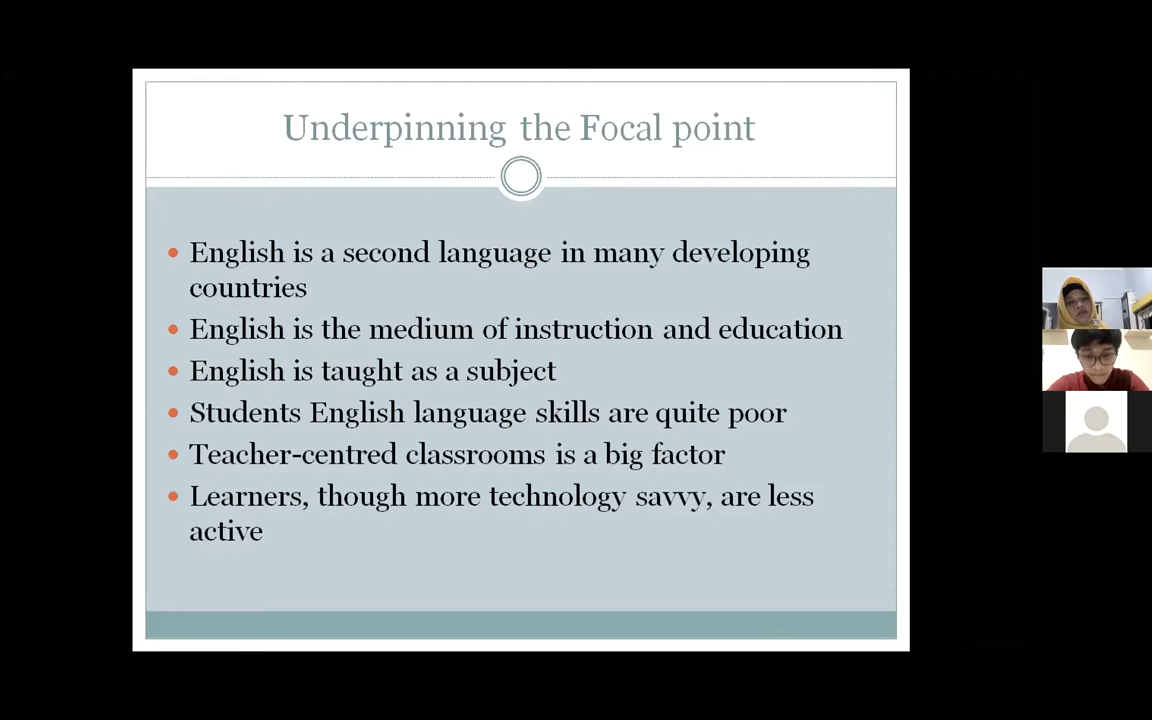 Underpinning the Focal point
• English is a second language in many developing
countries
• English is the medium of instruction and education
• English is taught as a subject
• Students English language skills are quite poor
• Teacher-centred classrooms is a big factor
• Learners, though more technology savvy, are less
active